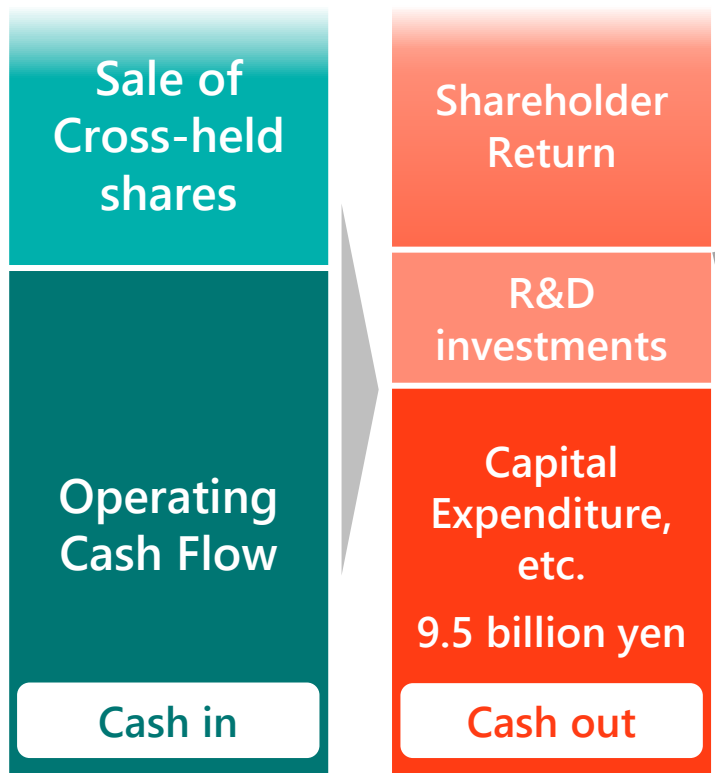 Sale of
Cross-held
shares
Operating
Cash Flow
Cash in
Shareholder
Return
R&D
investments
Capital
Expenditure,
etc.
9.5 billion yen
Cash out